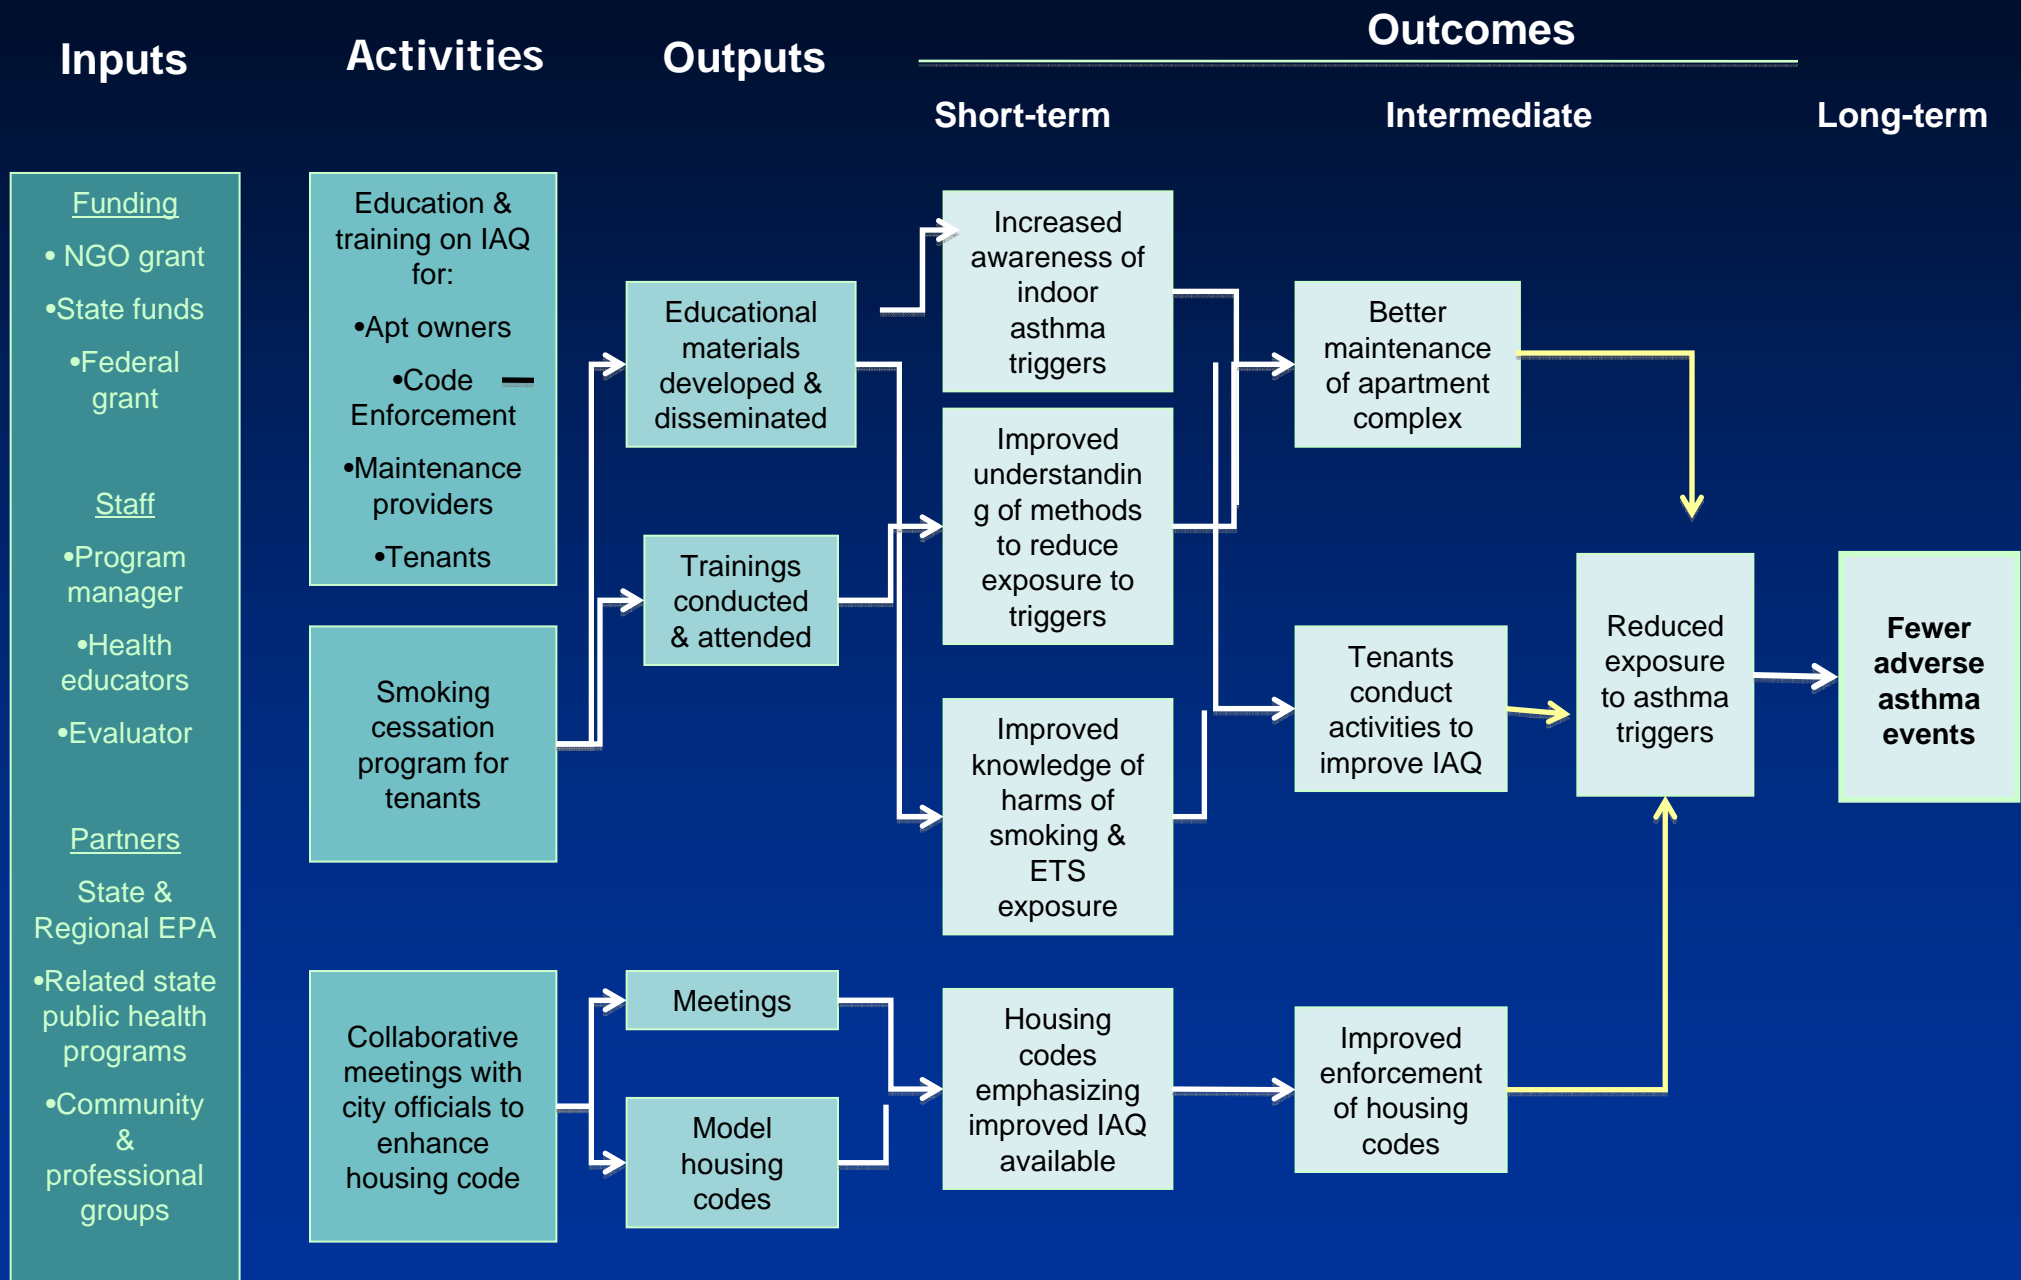 Inputs
Activities
Outputs
Outcomes
Short-term
Intermediate
Long-term
Funding
• NGO grant
•State funds
•Federal
grant
Staff
•Program
manager
•Health
educators
•Evaluator
Partners
State &
Regional EPA
•Related state
public health
programs
•Community
&
professional
groups
Education &
training on IAQ
for:
•Apt owners
•Code
Enforcement
•Maintenance
providers
•Tenants
Smoking
cessation
program for
tenants
Collaborative
meetings with
city officials to
enhance
housing code
Educational
materials
developed &
disseminated
Trainings
conducted
& attended
Meetings
Model
housing
codes
Increased
awareness of
indoor
asthma
triggers
Improved
understandin
g of methods
to reduce
exposure to
triggers
Improved
knowledge of
harms of
smoking &
ETS
exposure
Housing
codes
emphasizing
improved IAQ
available
Better
maintenance
of apartment
complex
Tenants
conduct
activities to
improve IAQ
Improved
enforcement
of housing
codes
Reduced
exposure
to asthma
triggers
Fewer
adverse
asthma
events